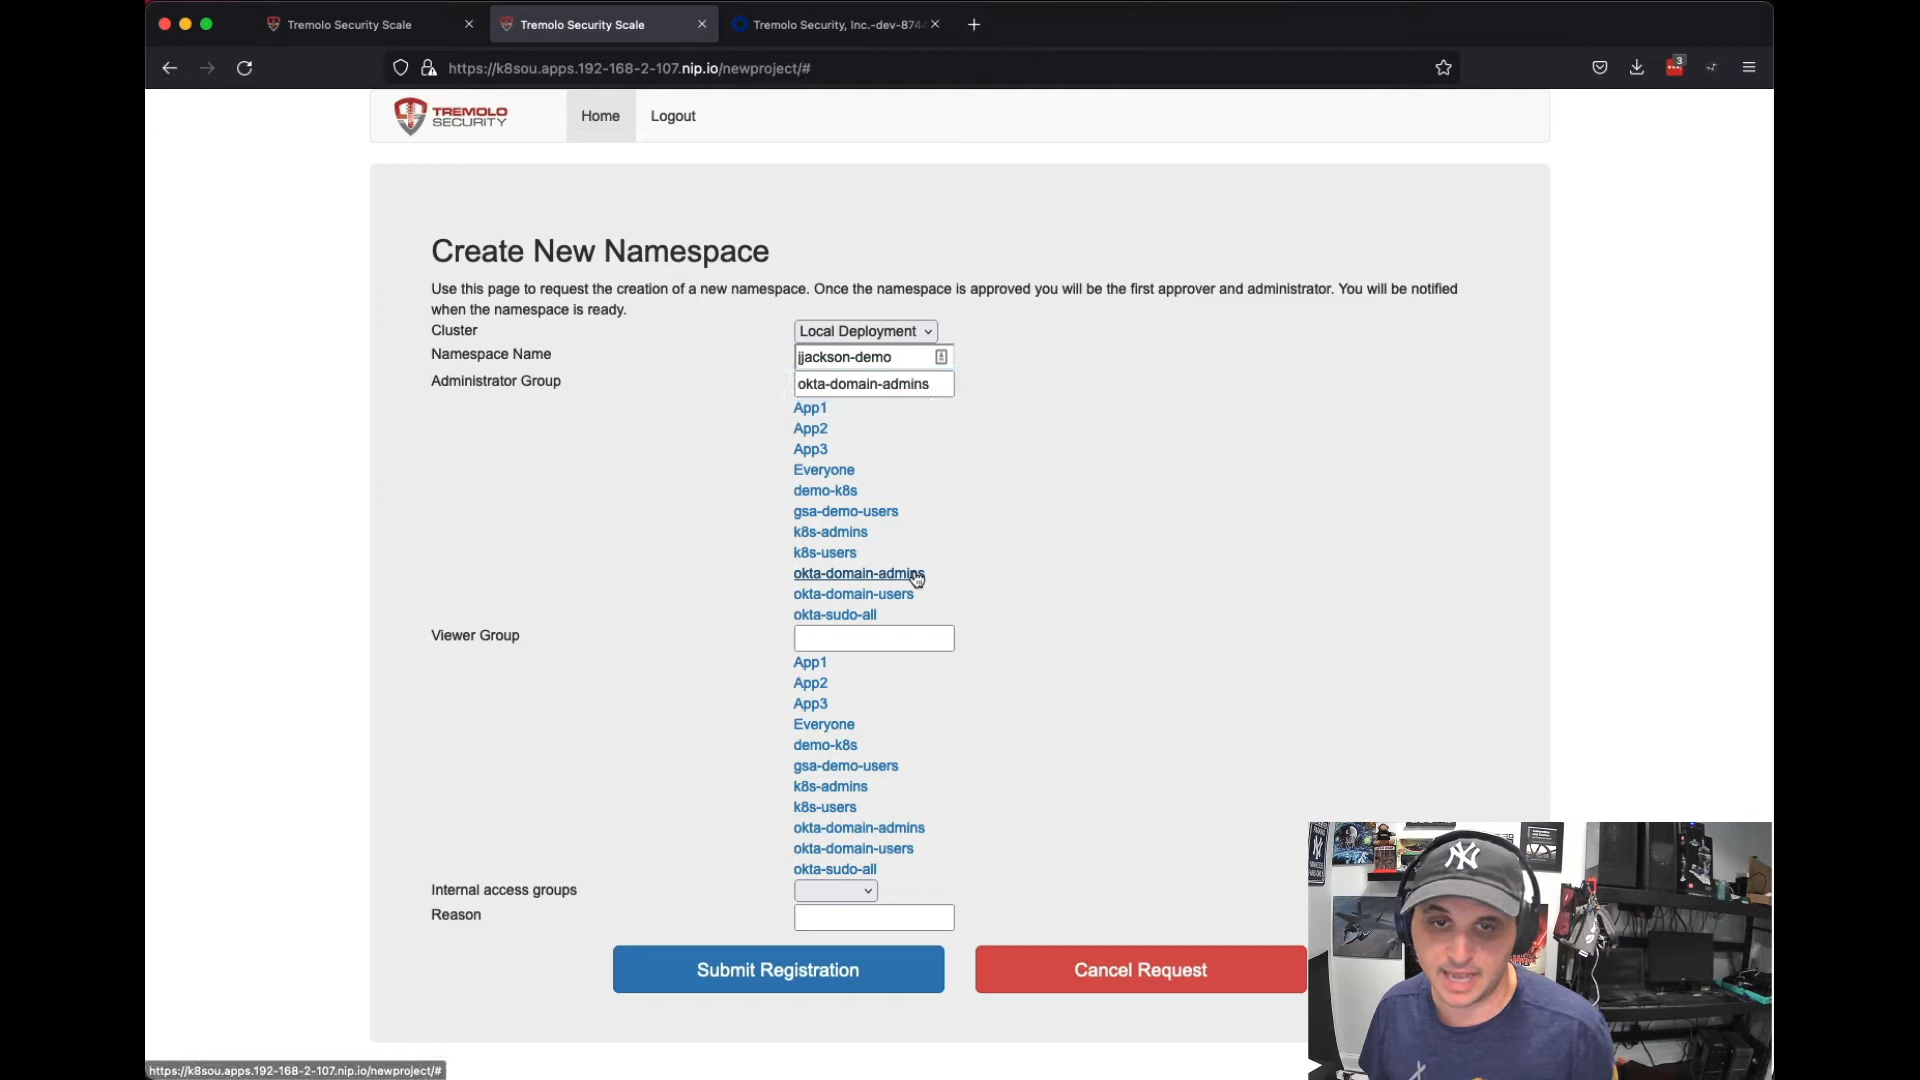 Tremolo Security Scale
Tremolo Security Scale
Tremolo Security, Inc.-dev-874
https://k8sou.apps.192-168-2-107.nip.io/newproject/#
3
TREMOLO
SECURITY
Home
Logout
Create New Namespace
Use this page to request the creation of a new namespace. Once the namespace is approved you will be the first approver and administrator. You will be notified
when the namespace is ready.
Cluster
Local Deployment
Namespace Name
jjackson-demo
Administrator Group
okta-domain-admins
App1
App2
App3
Everyone
demo-k8s
gsa-demo-users
k8s-admins
k8s-users
okta-domain-admins
okta-domain-users
okta-sudo-all
Viewer Group
App1
App2
App3
Everyone
demo-k8s
gsa-demo-users
k8s-admins
k8s-users
okta-domain-admins
okta-domain-users
okta-sudo-all
Internal access groups
Reason
Submit Registration
Cancel Request
https://k8sou.apps.192-168-2-107.nip.io/newproject/#